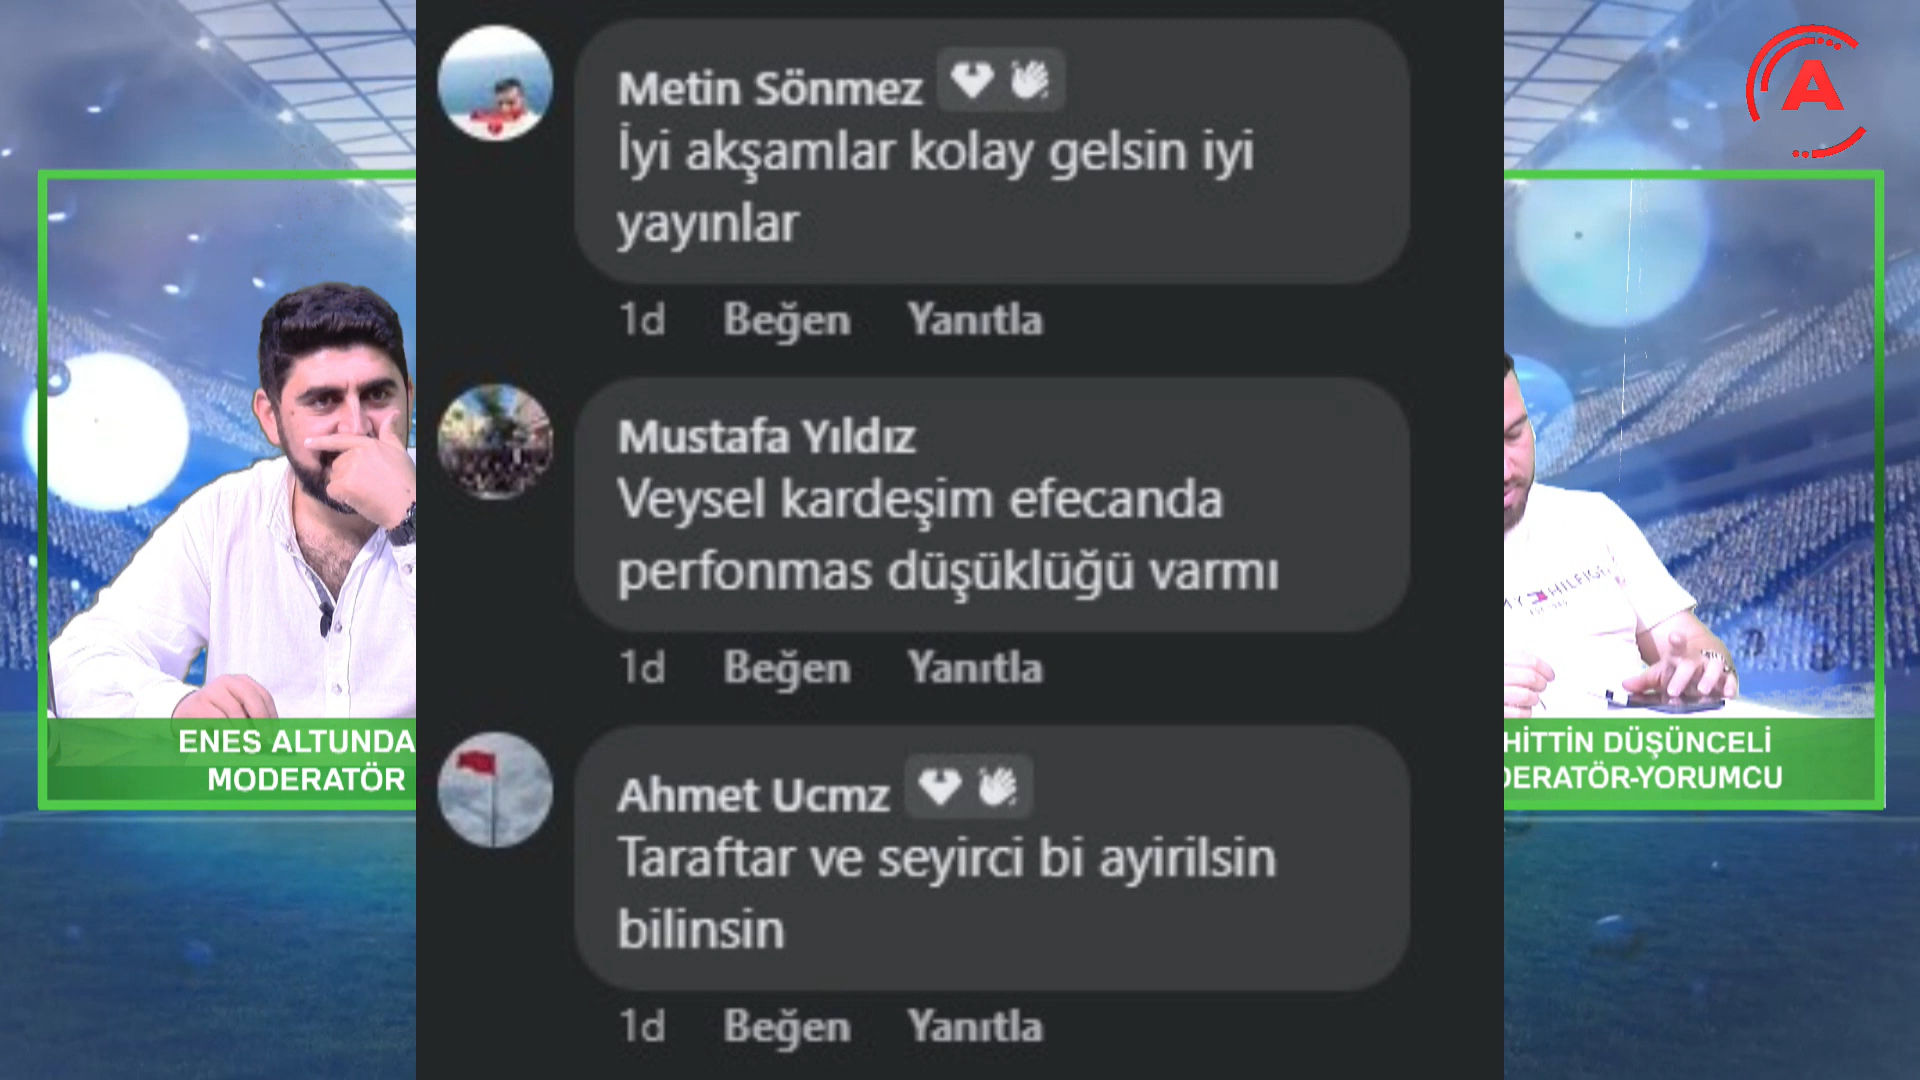 A
Metin Sönmez
İyi akşamlar kolay gelsin iyi
yayınlar
1d Beğen Yanıtla
Mustafa Yıldız
Veysel kardeşim efecanda
perfonmas düşüklüğü varmı
1d Beğen Yanıtla
Ahmet Ucmz
Taraftar ve seyirci bi ayirilsin
bilinsin
1d Beğen Yanıtla
ENES ALTUNDA
MODERATÖR
HİTTİN DÜŞÜNCELİ
DERATÖR-YORUMCU
HILFIG